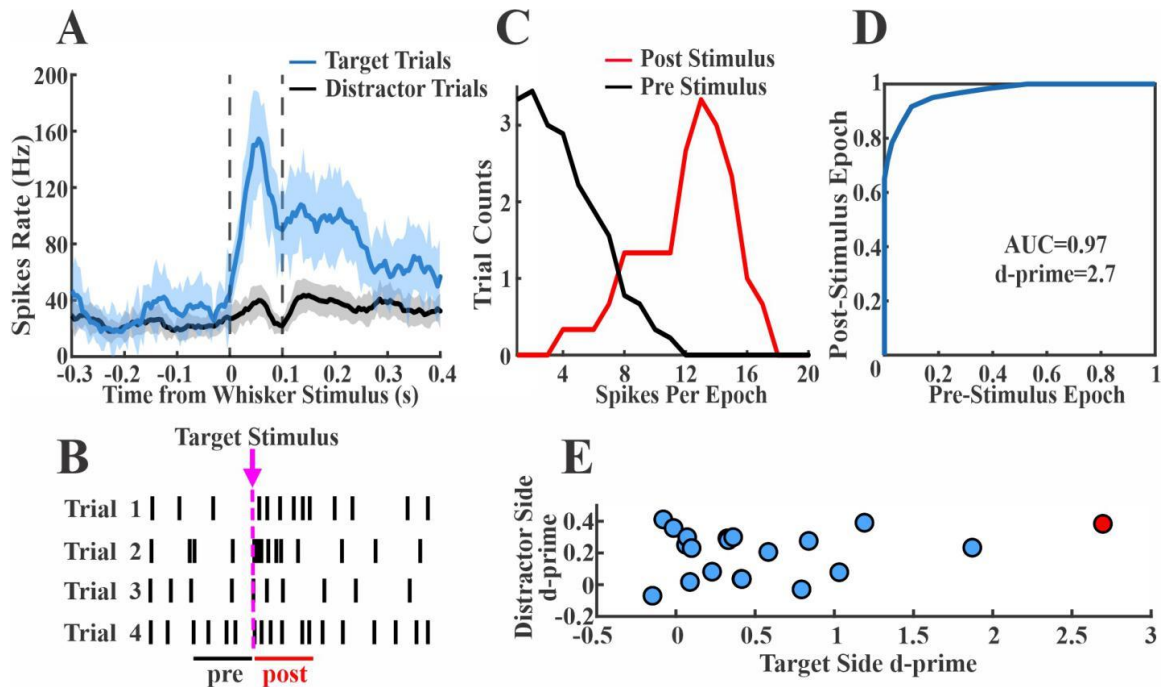 A
Target Trials
Distractor Trials
Spikes Rate (Hz)
200
160
120
80
40
0
-0.3
-0.2
-0.1
0
0.1
0.2
0.3
0.4
Time from Whisker Stimulus (s)
C
Post Stimulus
Pre Stimulus
Trial Counts
3
2
1
0
4
8
12
16
20
Spikes Per Epoch
D
Post-Stimulus Epoch
1
0.8
0.6
0.4
0.2
0
0.2
0.4
0.6
0.8
1
AUC=0.97
d-prime=2.7
Pre-Stimulus Epoch
B
Target Stimulus
Trial 1
Trial 2
Trial 3
Trial 4
pre
post
E
Distractor Side
d-prime
0.4
0.2
0
-0.2
-0.5
0
0.5
1
1.5
2
2.5
3
Target Side d-prime